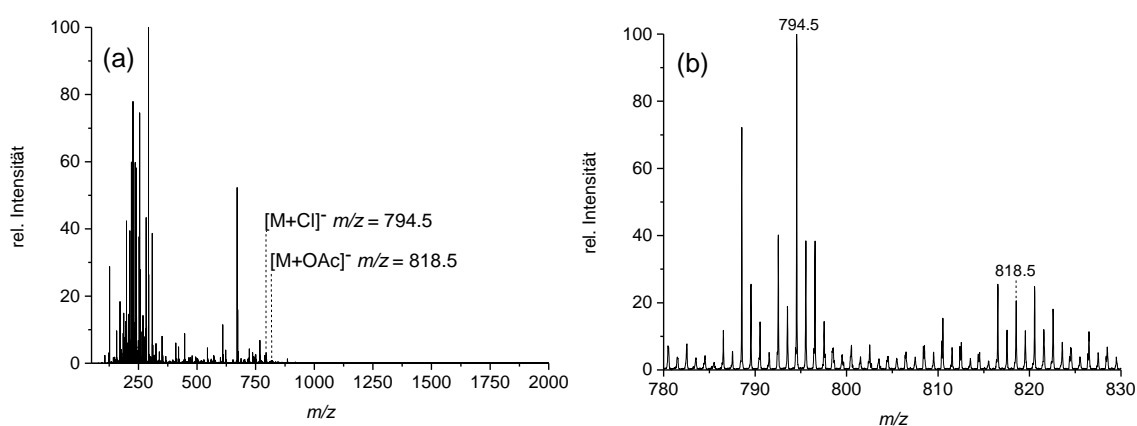 (a)
100
80
60
40
20
0
rel. Intensität
[M+Cl]- m/z = 794.5
[M+OAc]- m/z = 818.5
250 500 750 1000 1250 1500 1750 2000
m/z
(b)
794.5
100
80
60
40
20
0
rel. Intensität
818.5
780 790 800 810 820 830
m/z